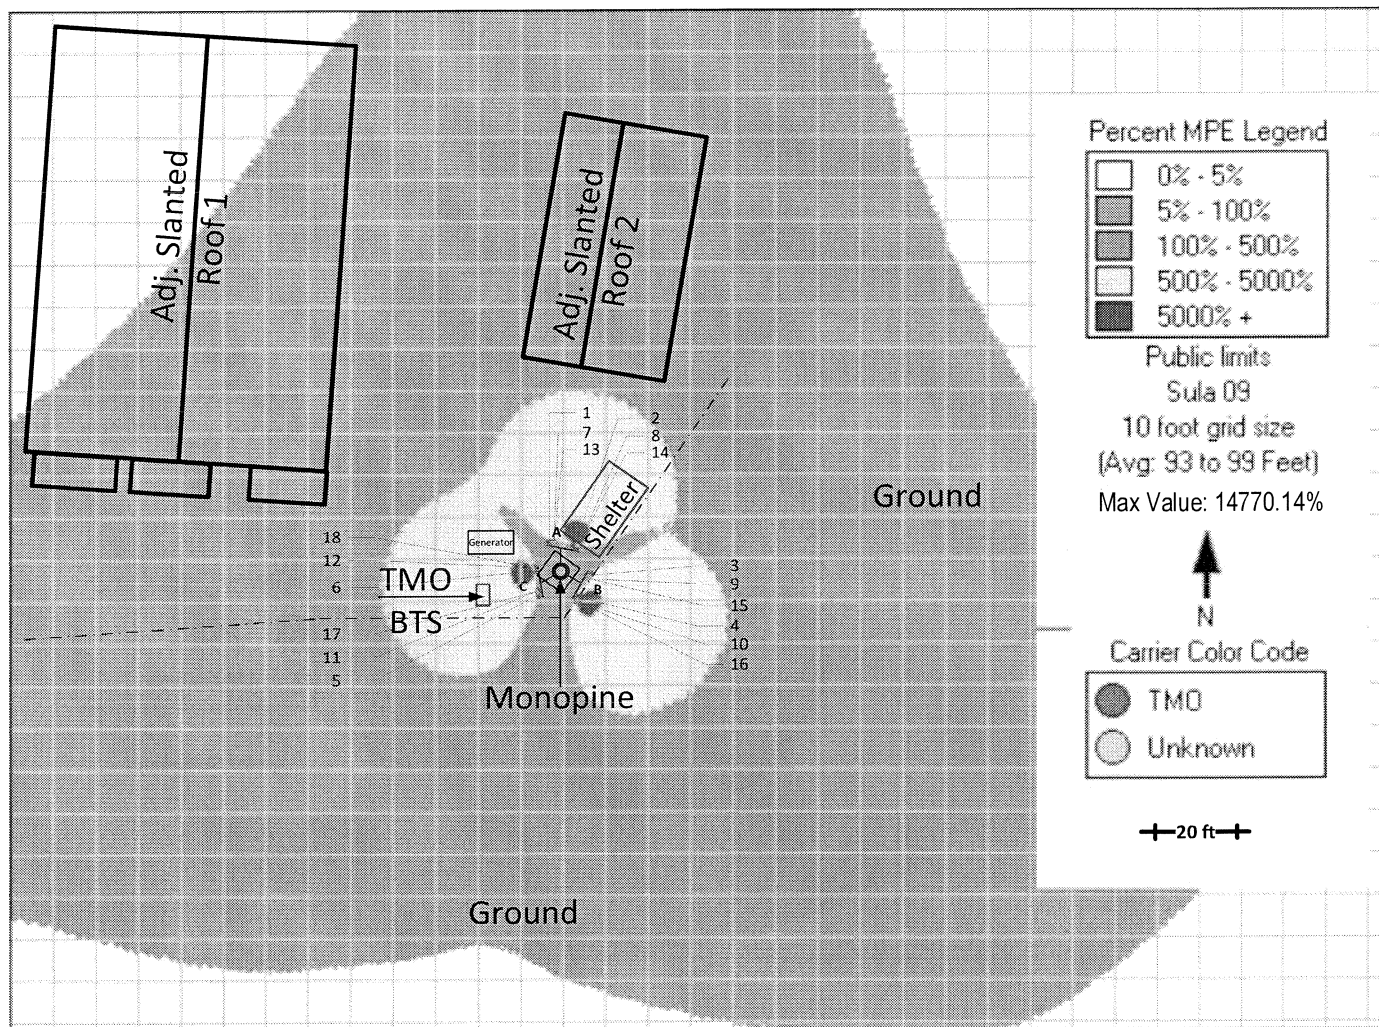 Adj. Slanted
Roof 1
Adj. Slanted
Roof 2
Percent MPE Legend
0% - 5%
5% - 100%
100% - 500%
500% - 5000%
5000% +
Public limits
Sula 09
10 foot grid size
(Avg: 93 to 99 Feet)
Max Value: 14770.14%
N
Carrier Color Code
TMO
Unknown
20 ft
1
2
7
8
13
14
Shelter
Ground
A
Generator
18
12
6
TMO
BTS
17
11
5
C
B
3
9
15
4
10
16
Monopine
Ground